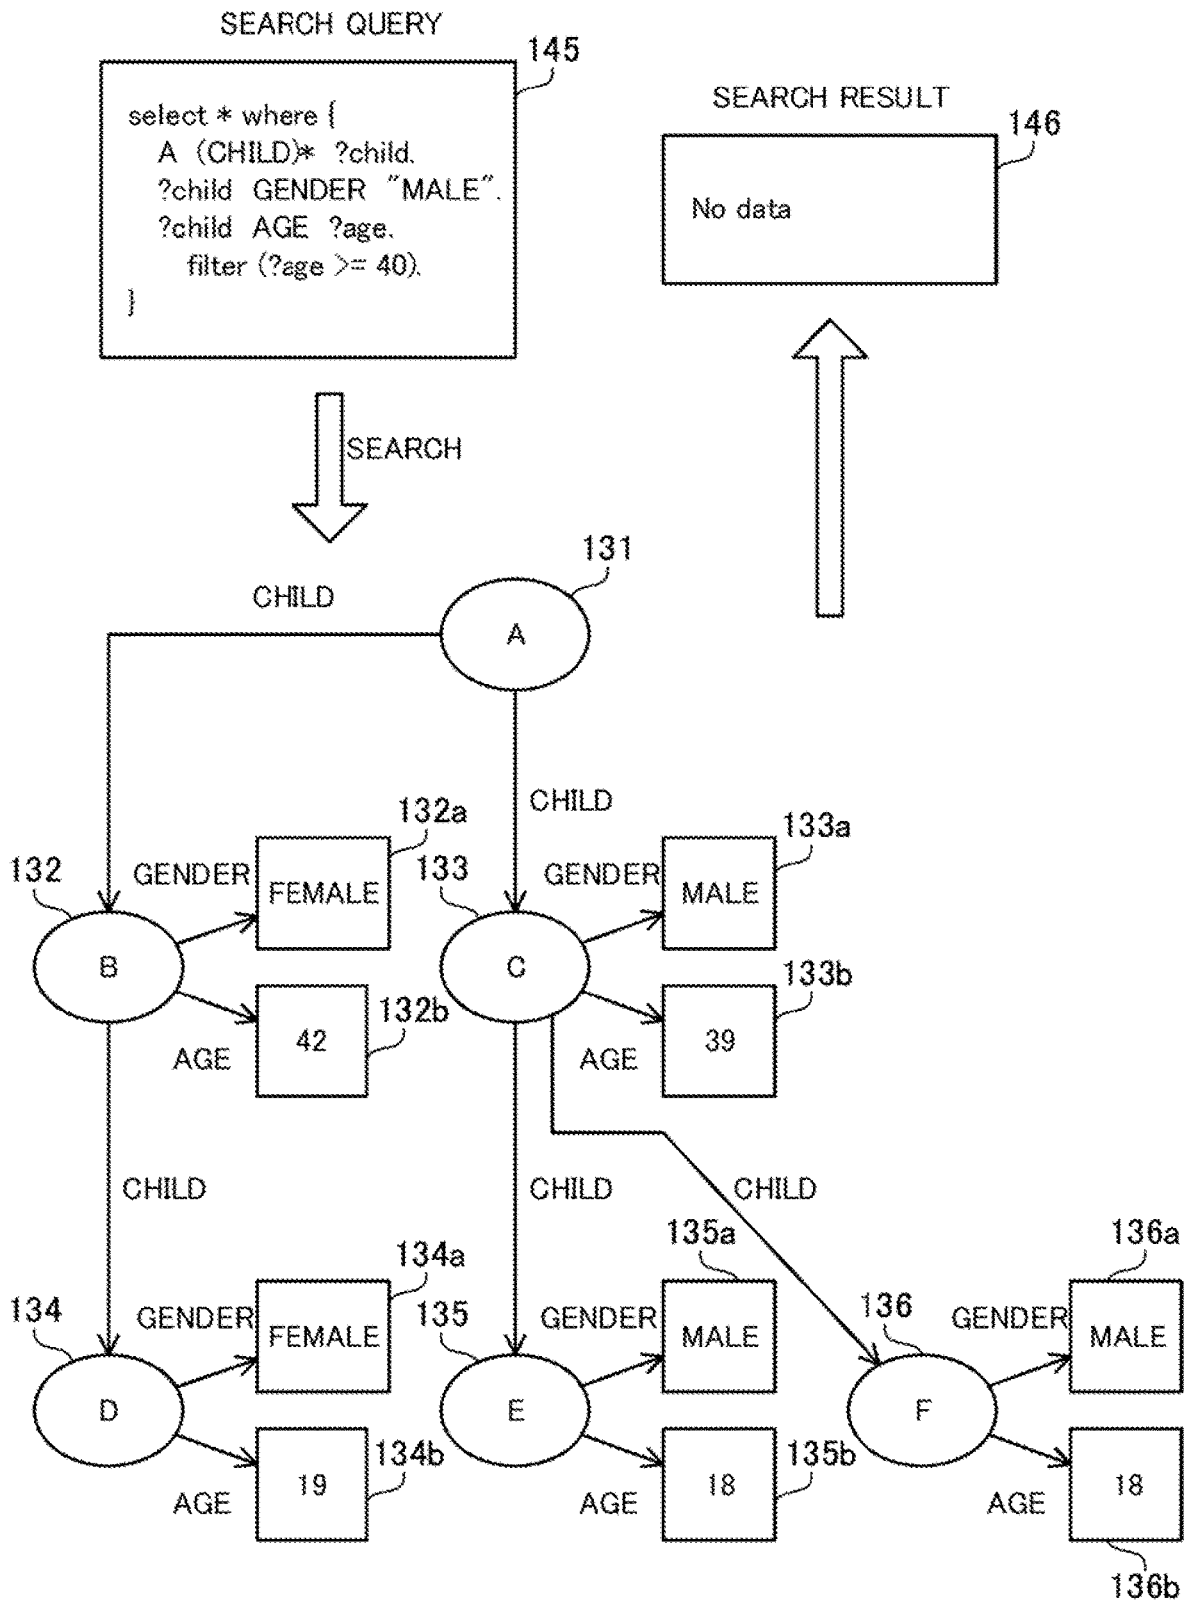 SEARCH QUERY
145
select * where {
A (CHILD)* ?child.
?child GENDER "MALE".
?child AGE ?age.
filter (?age >= 40).
}
SEARCH RESULT
146
No data
SEARCH
131
CHILD
A
CHILD
132
GENDER
132a
FEMALE
B
42
132b
AGE
133
GENDER
133a
MALE
C
133b
39
AGE
CHILD
CHILD
CHILD
134
GENDER
134a
FEMALE
D
19
134b
AGE
135
GENDER
135a
MALE
E
18
135b
AGE
136
GENDER
136a
MALE
F
18
AGE
136b